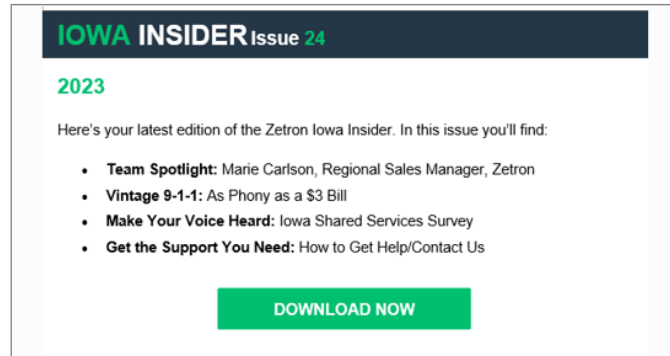 IOWA INSIDER Issue 24
2023
Here's your latest edition of the Zetron Iowa Insider. In this issue you'll find:
• Team Spotlight: Marie Carlson, Regional Sales Manager, Zetron
• Vintage 9-1-1: As Phony as a $3 Bill
• Make Your Voice Heard: Iowa Shared Services Survey
• Get the Support You Need: How to Get Help/Contact Us
DOWNLOAD NOW